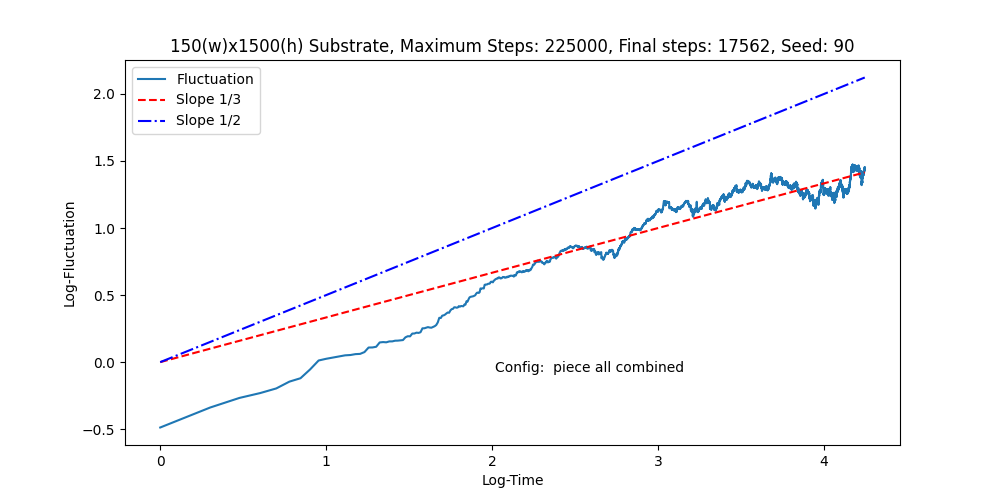 150(w)x1500(h) Substrate, Maximum Steps: 225000, Final steps: 17562, Seed: 90
Fluctuation
Slope 1/3
Slope 1/2
2.0
1.5
1.0
0.5
0.0
−0.5
Log-Fluctuation
Config:  piece all combined
0
1
2
3
4
Log-Time